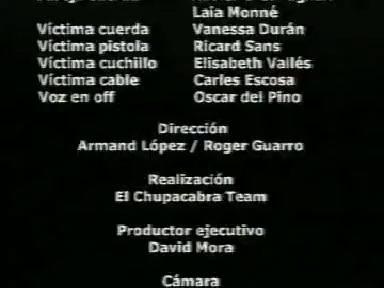 Laia Monné
Víctima cuerda Vanessa Durán
Víctima pistola Ricard Sans
Víctima cuchillo Elisabeth Vallés
Víctima cable Carles Escosa
Voz en off Oscar del Pino
Dirección
Armand López / Roger Guarro
Realización
El Chupacabra Team
Productor ejecutivo
David Mora
Cámara